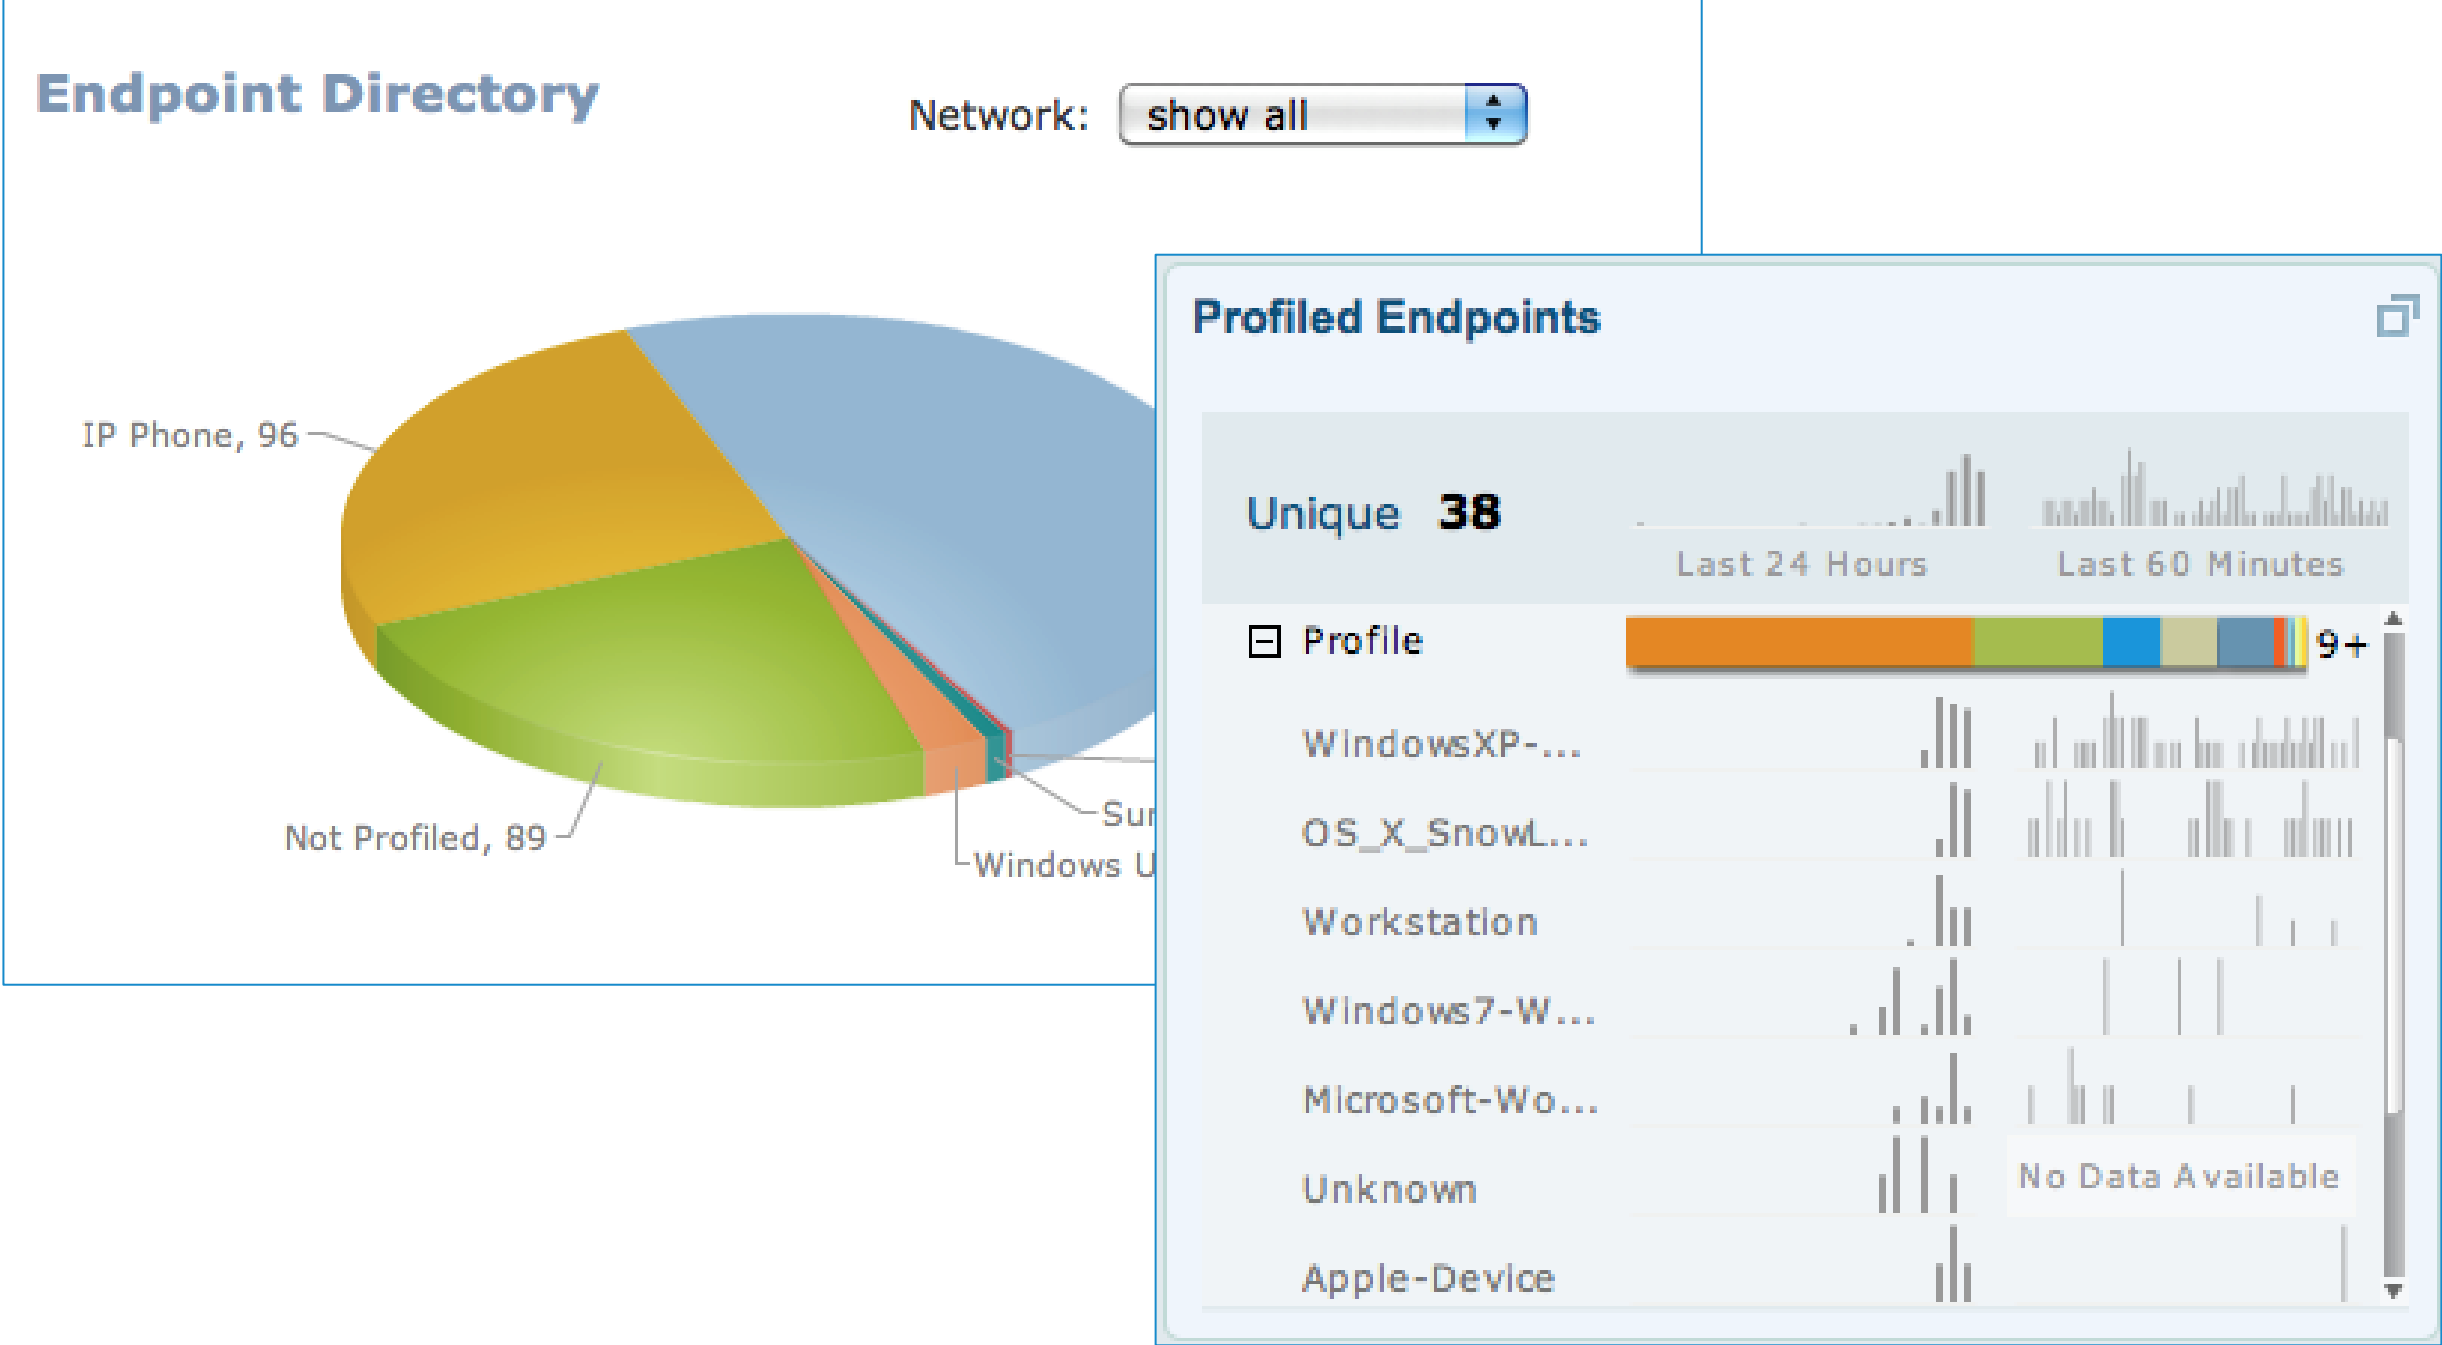 Endpoint Directory
Network: show all
IP Phone, 96
Not Profiled, 89
Sur
Windows U
Profiled Endpoints
Unique 38
Last 24 Hours
Last 60 Minutes
Profile
9+
WindowsXP-...
OS_X_SnowL...
Workstation
Windows7-W...
Microsoft-Wo...
Unknown
No Data Available
Apple-Device